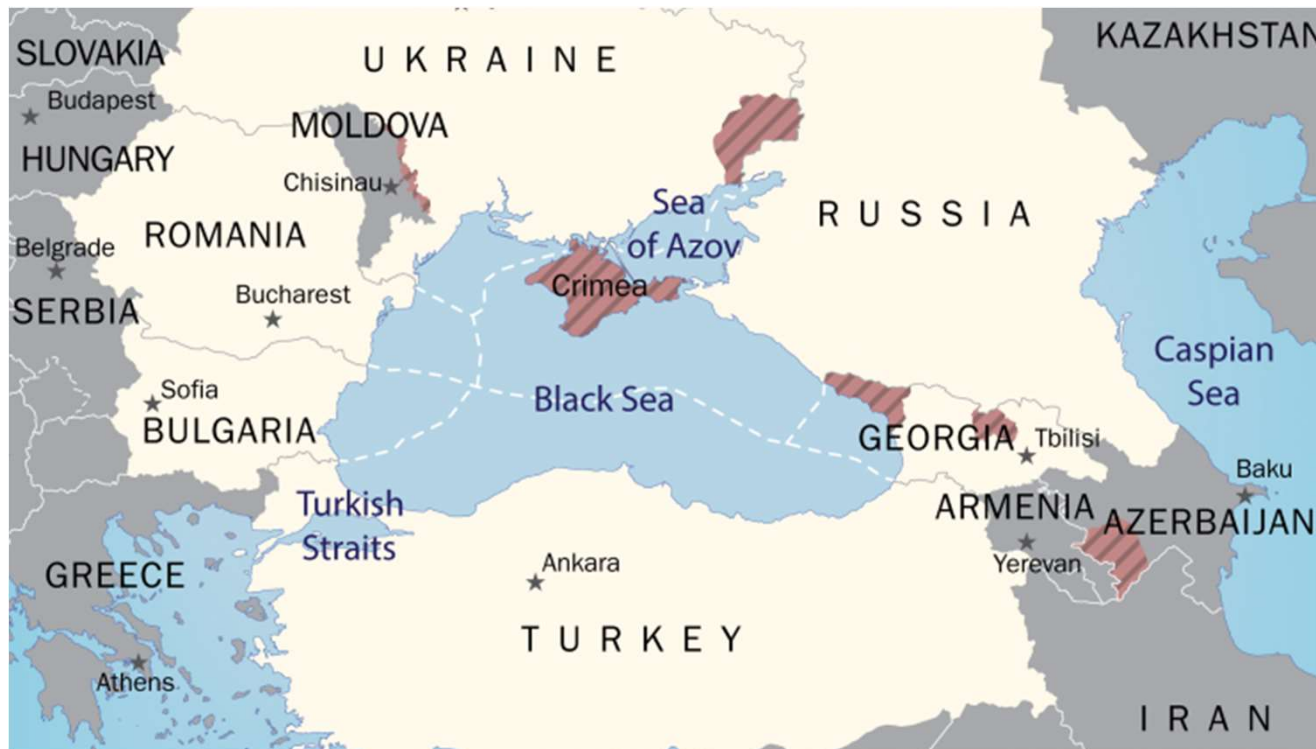 SLOVAKIA
UKRAINE
KAZAKHSTAN
Budapest
MOLDOVA
HUNGARY
Chisinau
Sea
of Azov
RUSSIA
ROMANIA
Belgrade
Crimea
Bucharest
SERBIA
Caspian
Sea
Sofia
Black Sea
BULGARIA
GEORGIA
Tbilisi
Baku
Turkish
Straits
ARMENIA
AZERBAIJAN
Yerevan
Ankara
GREECE
TURKEY
Athens
IRAN